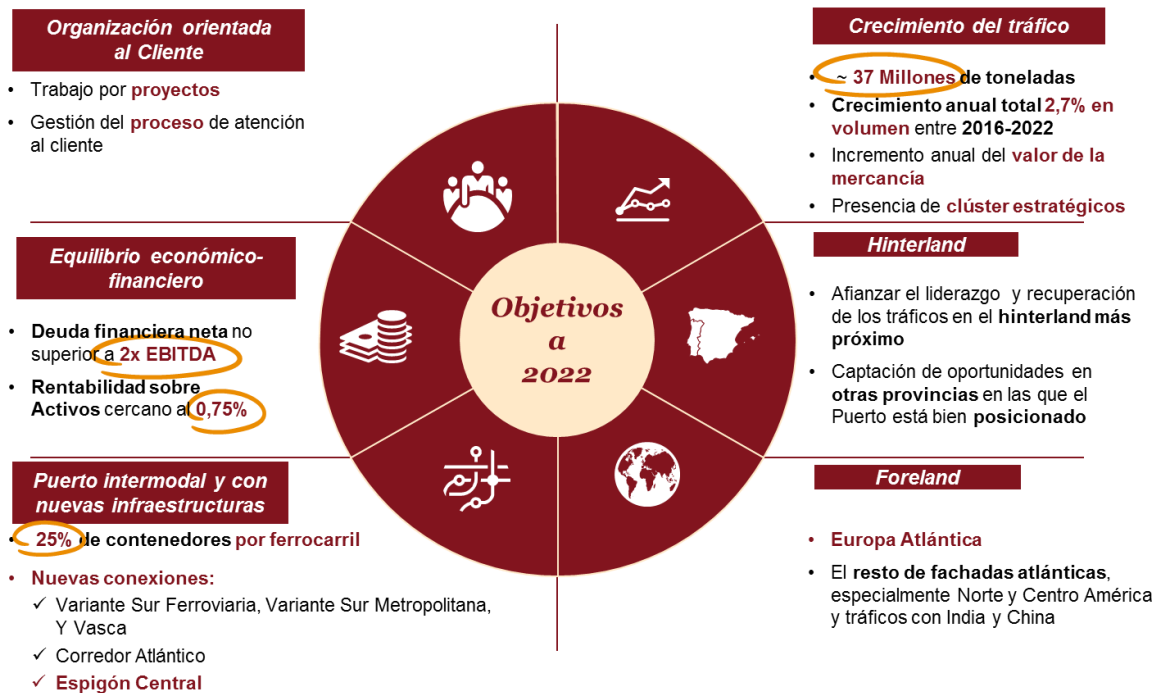 Organización orientada
al Cliente
• Trabajo por proyectos
• Gestión del proceso de atención
al cliente
Equilibrio económico-
financiero
• Deuda financiera neta no
superior a 2x EBITDA
• Rentabilidad sobre
Activos cercano al 0,75%
Puerto intermodal y con
nuevas infraestructuras
• 25% de contenedores por ferrocarril
• Nuevas conexiones:
✓ Variante Sur Ferroviaria, Variante Sur Metropolitana,
Y Vasca
✓ Corredor Atlántico
✓ Espigón Central
Objetivos
a
2022
Crecimiento del tráfico
• ~ 37 Millones de toneladas
• Crecimiento anual total 2,7% en
volumen entre 2016-2022
• Incremento anual del valor de la
mercancía
• Presencia de clúster estratégicos
Hinterland
• Afianzar el liderazgo y recuperación
de los tráficos en el hinterland más
próximo
• Captación de oportunidades en
otras provincias en las que el
Puerto está bien posicionado
Foreland
• Europa Atlántica
• El resto de fachadas atlánticas,
especialmente Norte y Centro América
y tráficos con India y China